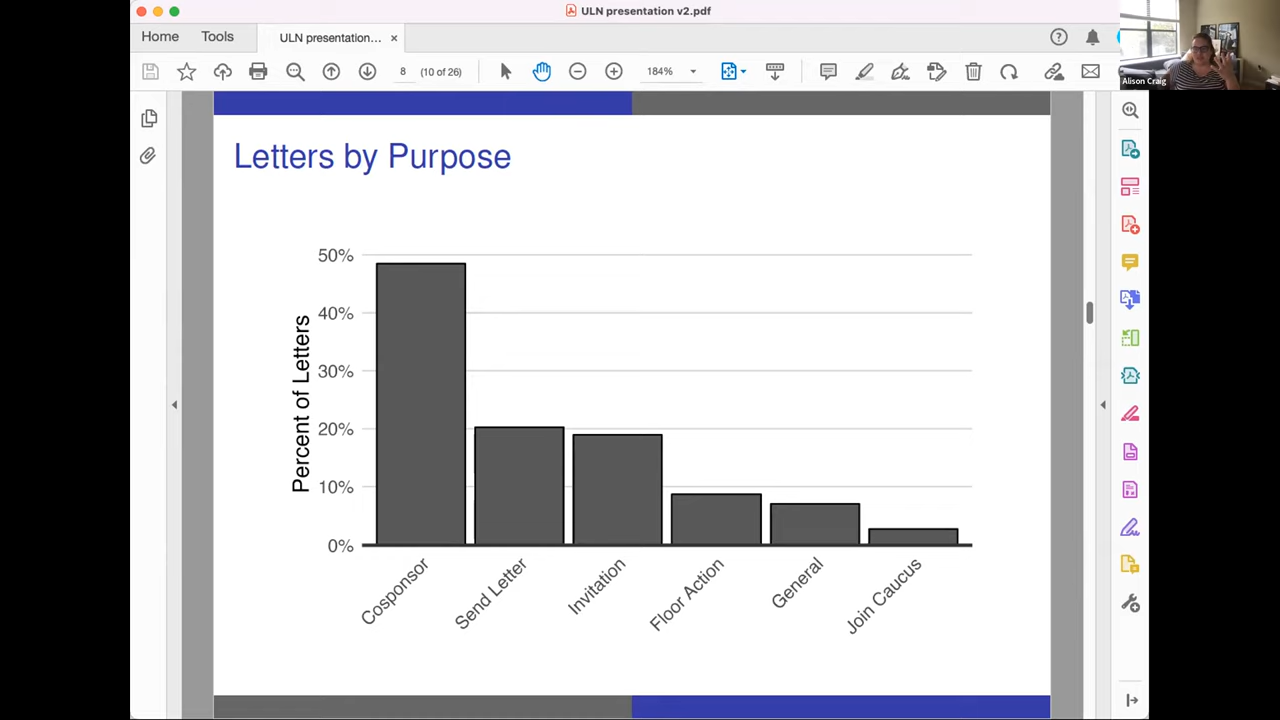 ULN presentation v2.pdf
Home
Tools
ULN presentation... ×
8 (10 of 26)
184%
Alison Craig
Letters by Purpose
Percent of Letters
50%
40%
30%
20%
10%
0%
Cosponsor
Send Letter
Invitation
Floor Action
General
Join Caucus